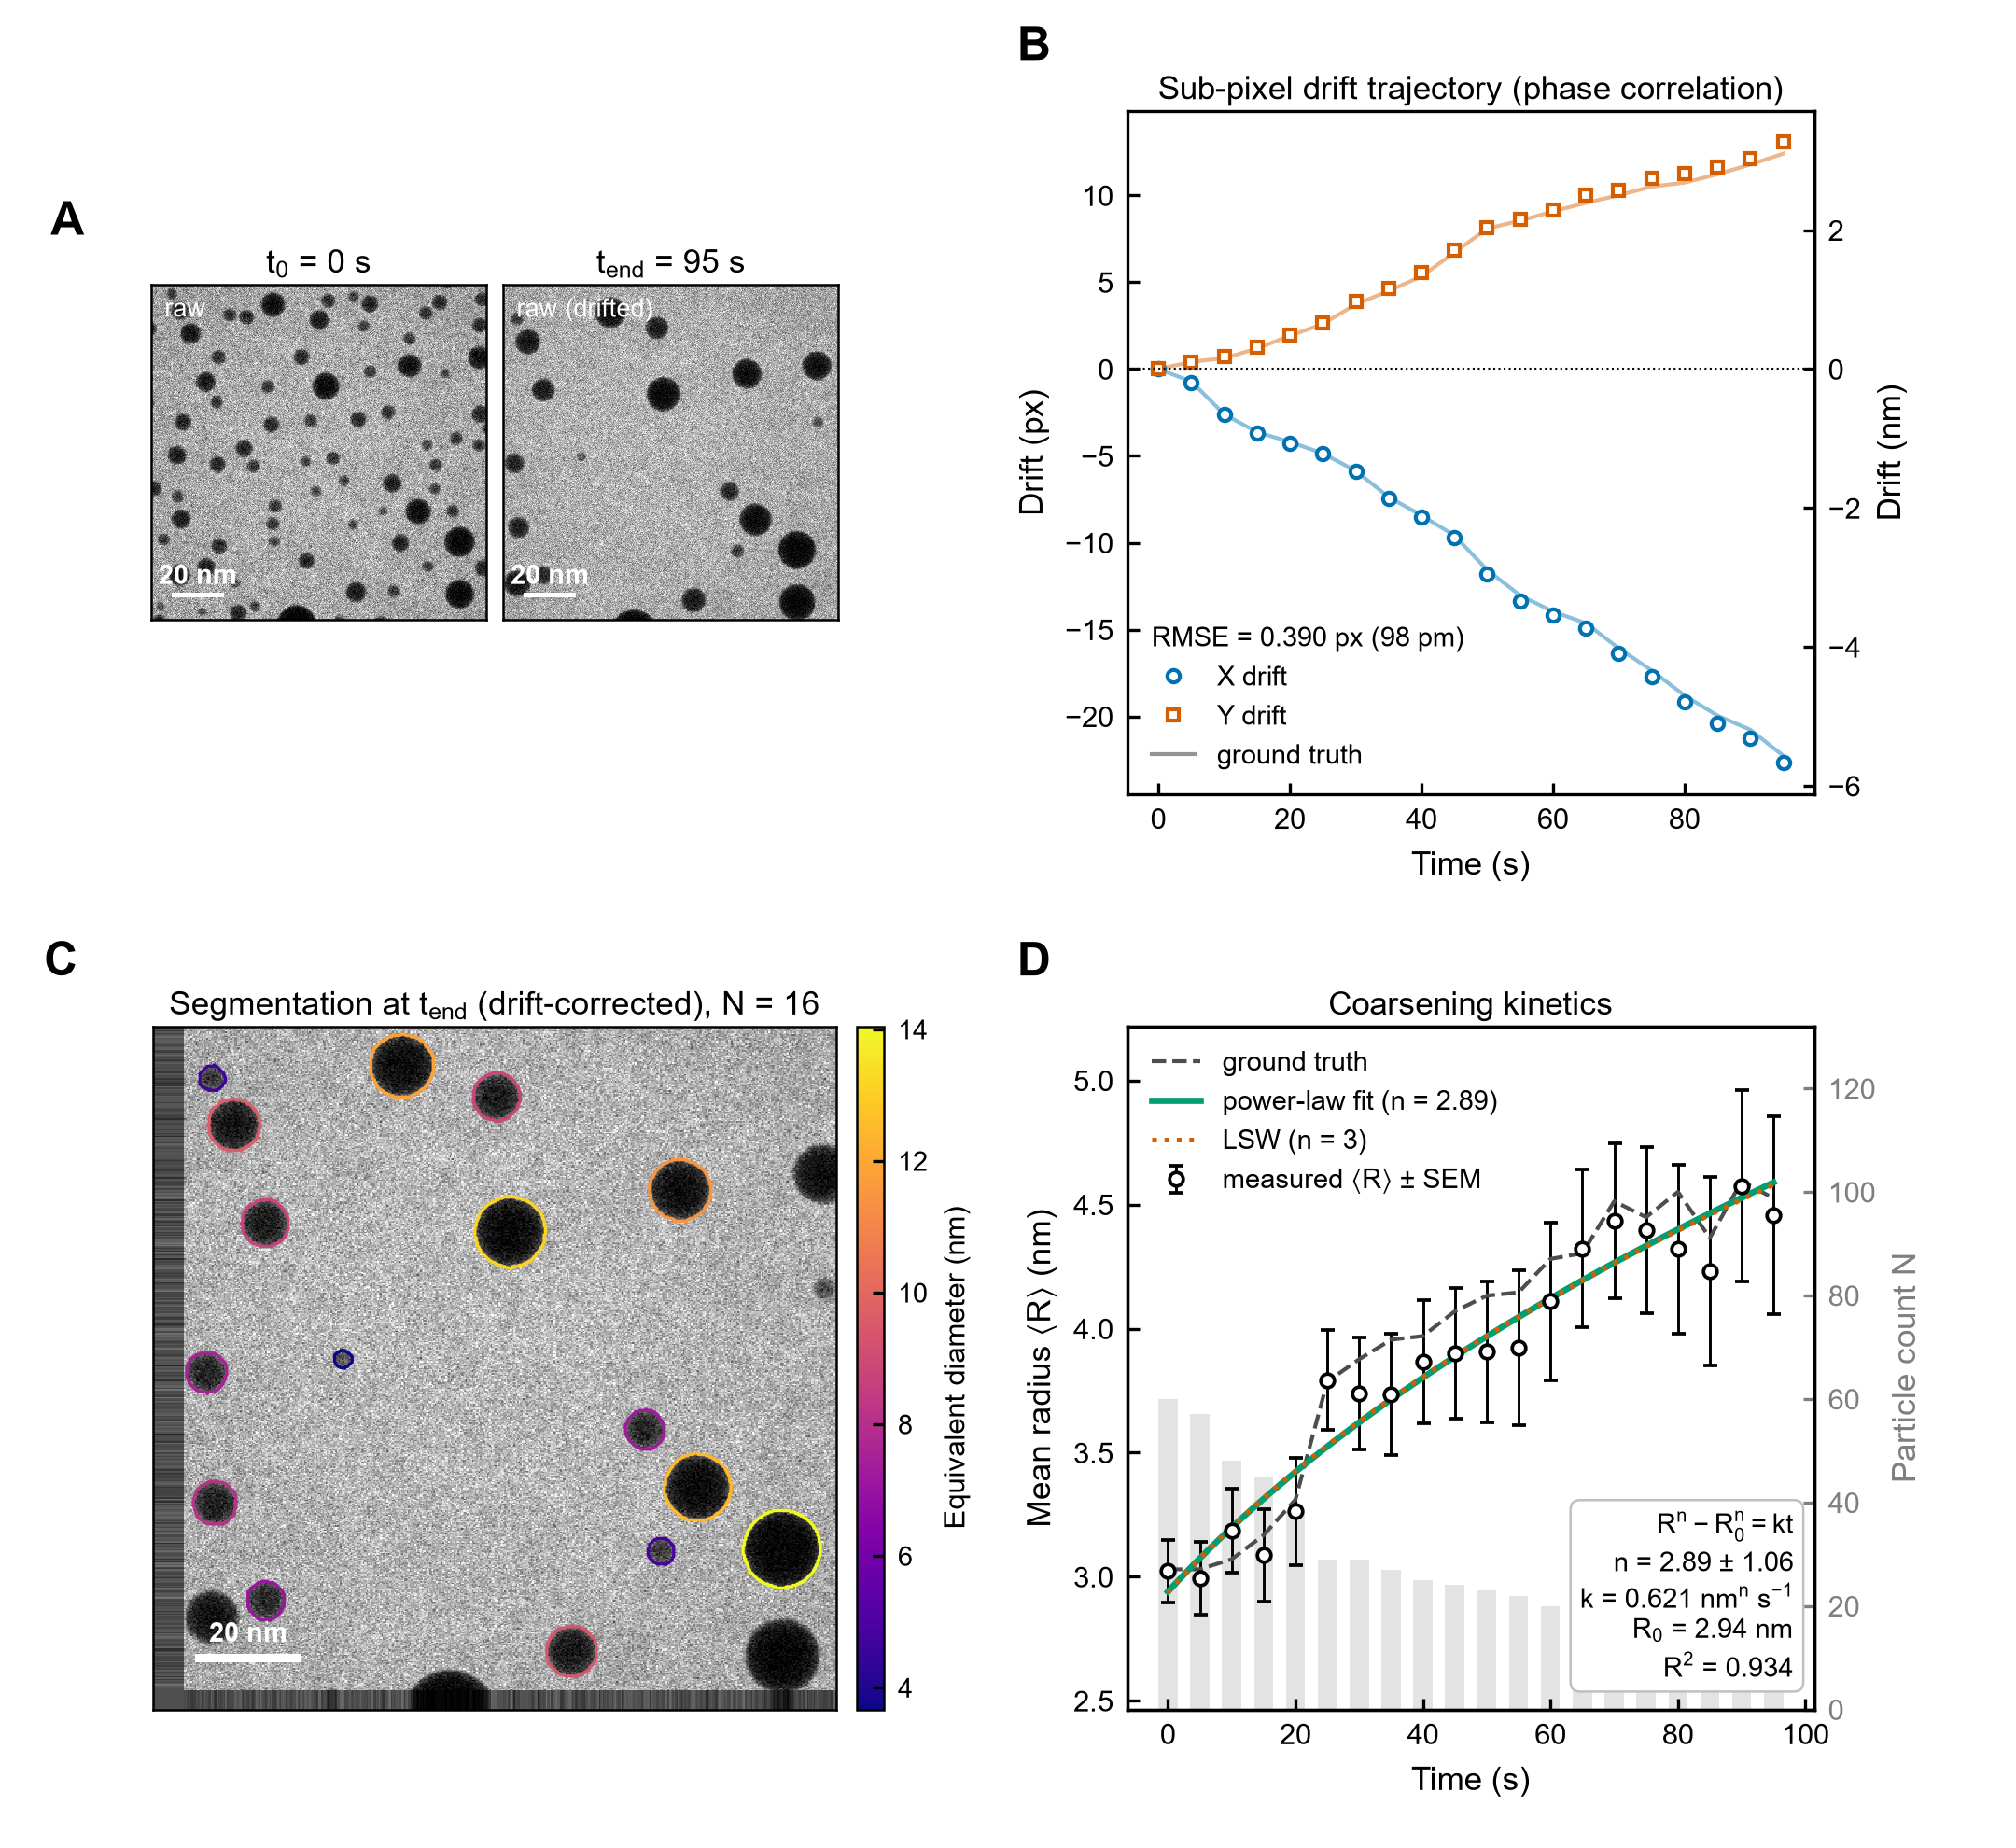 A
t0 = 0 s
raw
20 nm
tend = 95 s
raw (drifted)
20 nm
B
Sub-pixel drift trajectory (phase correlation)
Drift (px)
10
5
0
−5
−10
−15
−20
RMSE = 0.390 px (98 pm)
X drift
Y drift
ground truth
2
0
−2
−4
−6
Drift (nm)
0 20 40 60 80
Time (s)
C
Segmentation at tend (drift-corrected), N = 16
20 nm
14
12
10
8
6
4
Equivalent diameter (nm)
D
Coarsening kinetics
Mean radius ⟨R⟩ (nm)
5.0
4.5
4.0
3.5
3.0
2.5
ground truth
power-law fit (n = 2.89)
LSW (n = 3)
measured ⟨R⟩ ± SEM
Rⁿ − R₀ⁿ = kt
n = 2.89 ± 1.06
k = 0.621 nmⁿ s⁻¹
R₀ = 2.94 nm
R² = 0.934
120
100
80
60
40
20
0
Particle count N
0 20 40 60 80 100
Time (s)